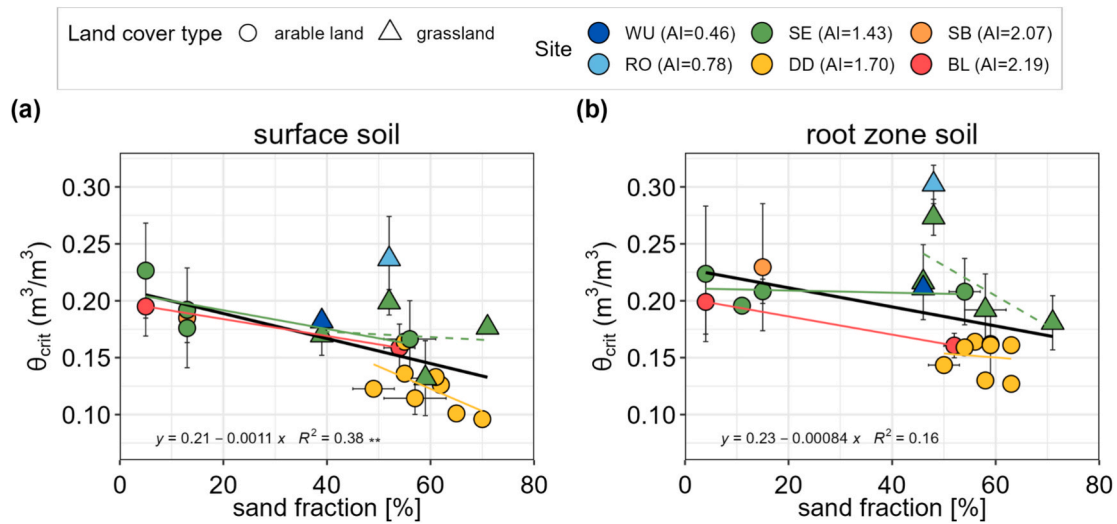 Land cover type arable land grassland
Site
WU (AI=0.46) SE (AI=1.43) SB (AI=2.07)
RO (AI=0.78) DD (AI=1.70) BL (AI=2.19)
(a) (b)
surface soil root zone soil
0.30 0.30
0.25 0.25
0.20 0.20
0.15 0.15
0.10 0.10
θcrit (m³/m³) θcrit (m³/m³)
y = 0.21 − 0.0011 x R² = 0.38 ** y = 0.23 − 0.00084 x R² = 0.16
0 20 40 60 80 0 20 40 60 80
sand fraction [%] sand fraction [%]